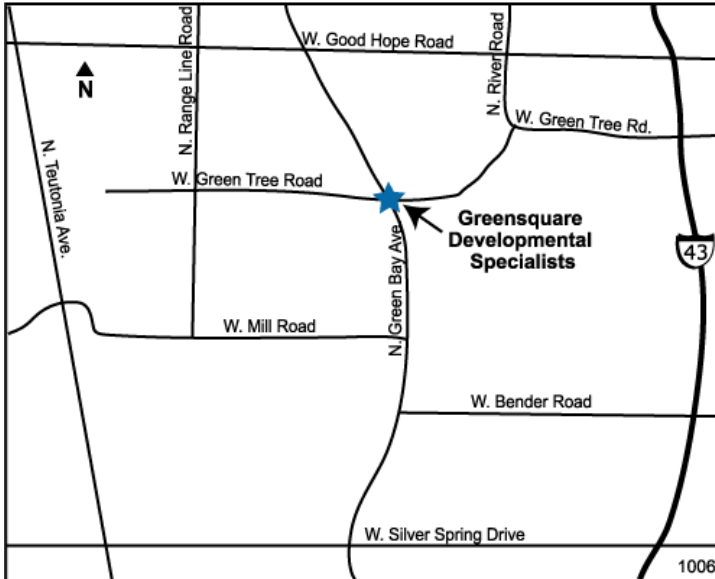 W. Good Hope Road
N. Range Line Road
N. River Road
N
W. Green Tree Rd.
N. Teutonia Ave.
W. Green Tree Road
Greensquare
Developmental
Specialists
43
N. Green Bay Ave.
W. Mill Road
W. Bender Road
W. Silver Spring Drive
1006